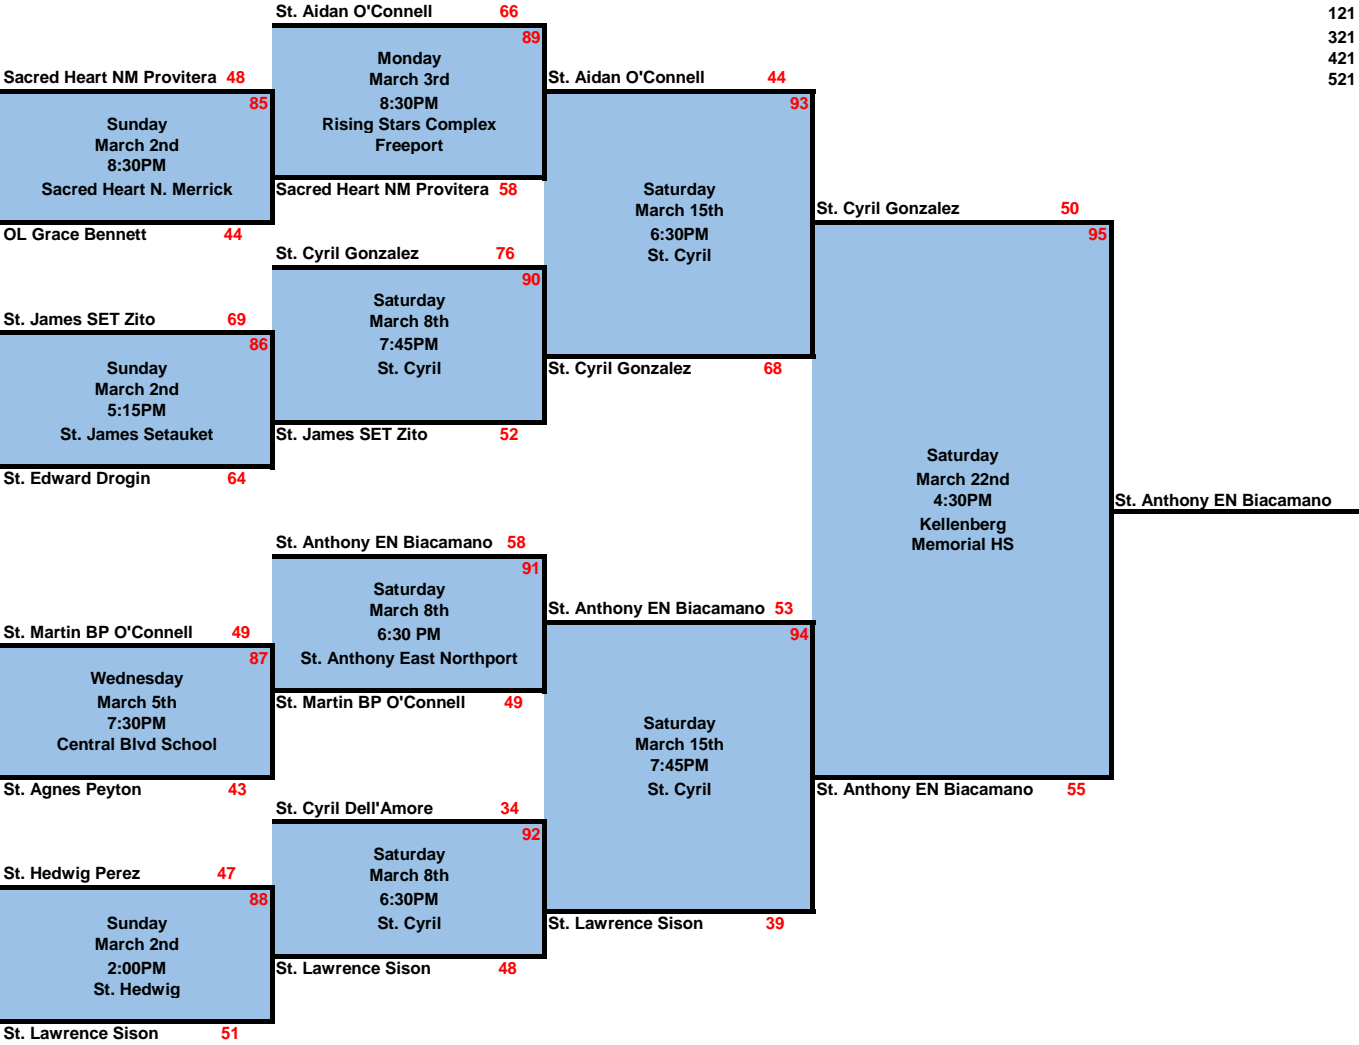 St. Aidan O'Connell 66
121
321
421
521
89
Monday
March 3rd
8:30PM
Rising Stars Complex
Freeport
Sacred Heart NM Provitera 48
85
Sunday
March 2nd
8:30PM
Sacred Heart N. Merrick
OL Grace Bennett 44
Sacred Heart NM Provitera 58
St. Aidan O'Connell 44
93
Saturday
March 15th
6:30PM
St. Cyril
St. Cyril Gonzalez 68
St. Cyril Gonzalez 76
90
Saturday
March 8th
7:45PM
St. Cyril
St. James SET Zito 52
St. James SET Zito 69
86
Sunday
March 2nd
5:15PM
St. James Setauket
St. Edward Drogin 64
St. Cyril Gonzalez 50
95
Saturday
March 22nd
4:30PM
Kellenberg
Memorial HS
St. Anthony EN Biacamano 55
St. Anthony EN Biacamano
St. Anthony EN Biacamano 58
91
Saturday
March 8th
6:30 PM
St. Anthony East Northport
St. Martin BP O'Connell 49
St. Martin BP O'Connell 49
87
Wednesday
March 5th
7:30PM
Central Blvd School
St. Agnes Peyton 43
St. Anthony EN Biacamano 53
94
Saturday
March 15th
7:45PM
St. Cyril
St. Lawrence Sison 39
St. Cyril Dell'Amore 34
92
Saturday
March 8th
6:30PM
St. Cyril
St. Lawrence Sison 48
St. Hedwig Perez 47
88
Sunday
March 2nd
2:00PM
St. Hedwig
St. Lawrence Sison 51